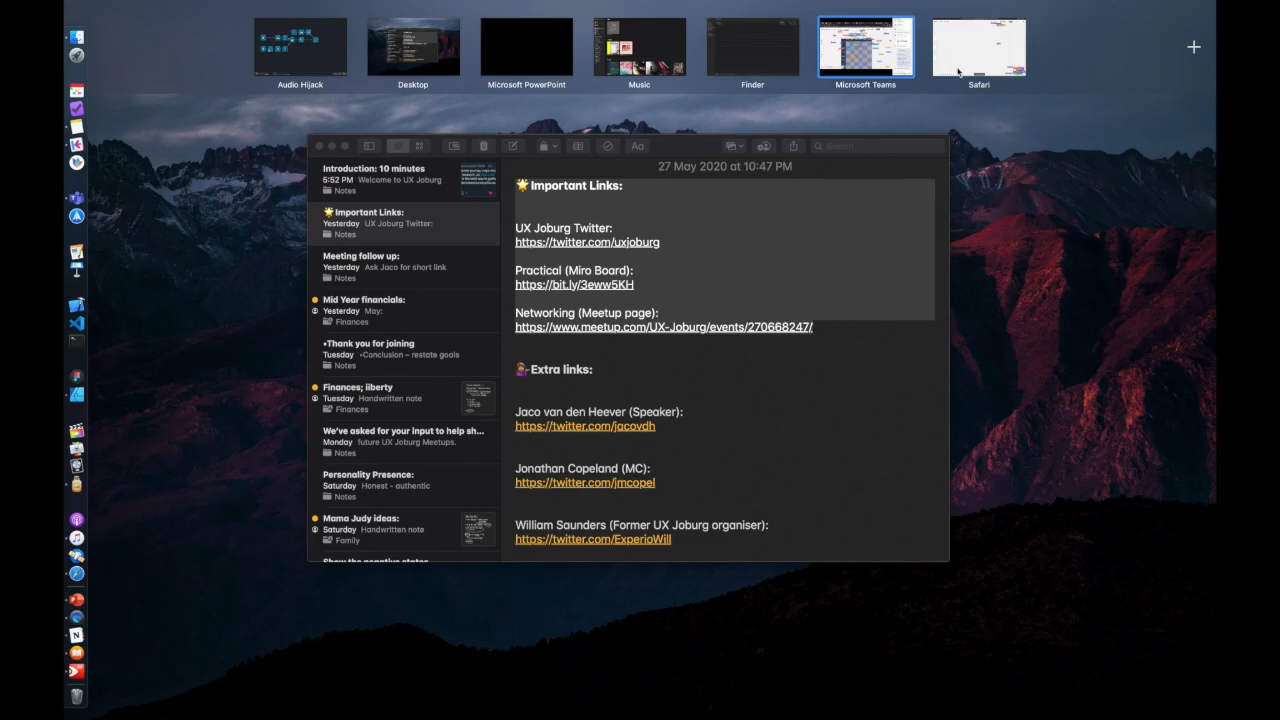 Audio Hijack
Desktop
Microsoft PowerPoint
Music
Finder
Microsoft Teams
Safari
Aa
Search
Introduction: 10 minutes
5:52 PM Welcome to UX Joburg
Notes
🌟Important Links:
Yesterday UX Joburg Twitter:
Notes
Meeting follow up:
Yesterday Ask Jaco for short link
Notes
Mid Year financials:
Yesterday May:
Finances
•Thank you for joining
Tuesday •Conclusion – restate goals
Notes
Finances; liberty
Tuesday Handwritten note
Finances
We've asked for your input to help sh...
Monday future UX Joburg Meetups.
Notes
Personality Presence:
Saturday Honest - authentic
Notes
Mama Judy ideas:
Saturday Handwritten note
Family
27 May 2020 at 10:47 PM
🌟Important Links:
UX Joburg Twitter:
https://twitter.com/uxjoburg
Practical (Miro Board):
https://bit.ly/3eww5KH
Networking (Meetup page):
https://www.meetup.com/UX-Joburg/events/270668247/
💁🏾‍♀️Extra links:
Jaco van den Heever (Speaker):
https://twitter.com/jacovdh
Jonathan Copeland (MC):
https://twitter.com/jmcopel
William Saunders (Former UX Joburg organiser):
https://twitter.com/ExperioWill